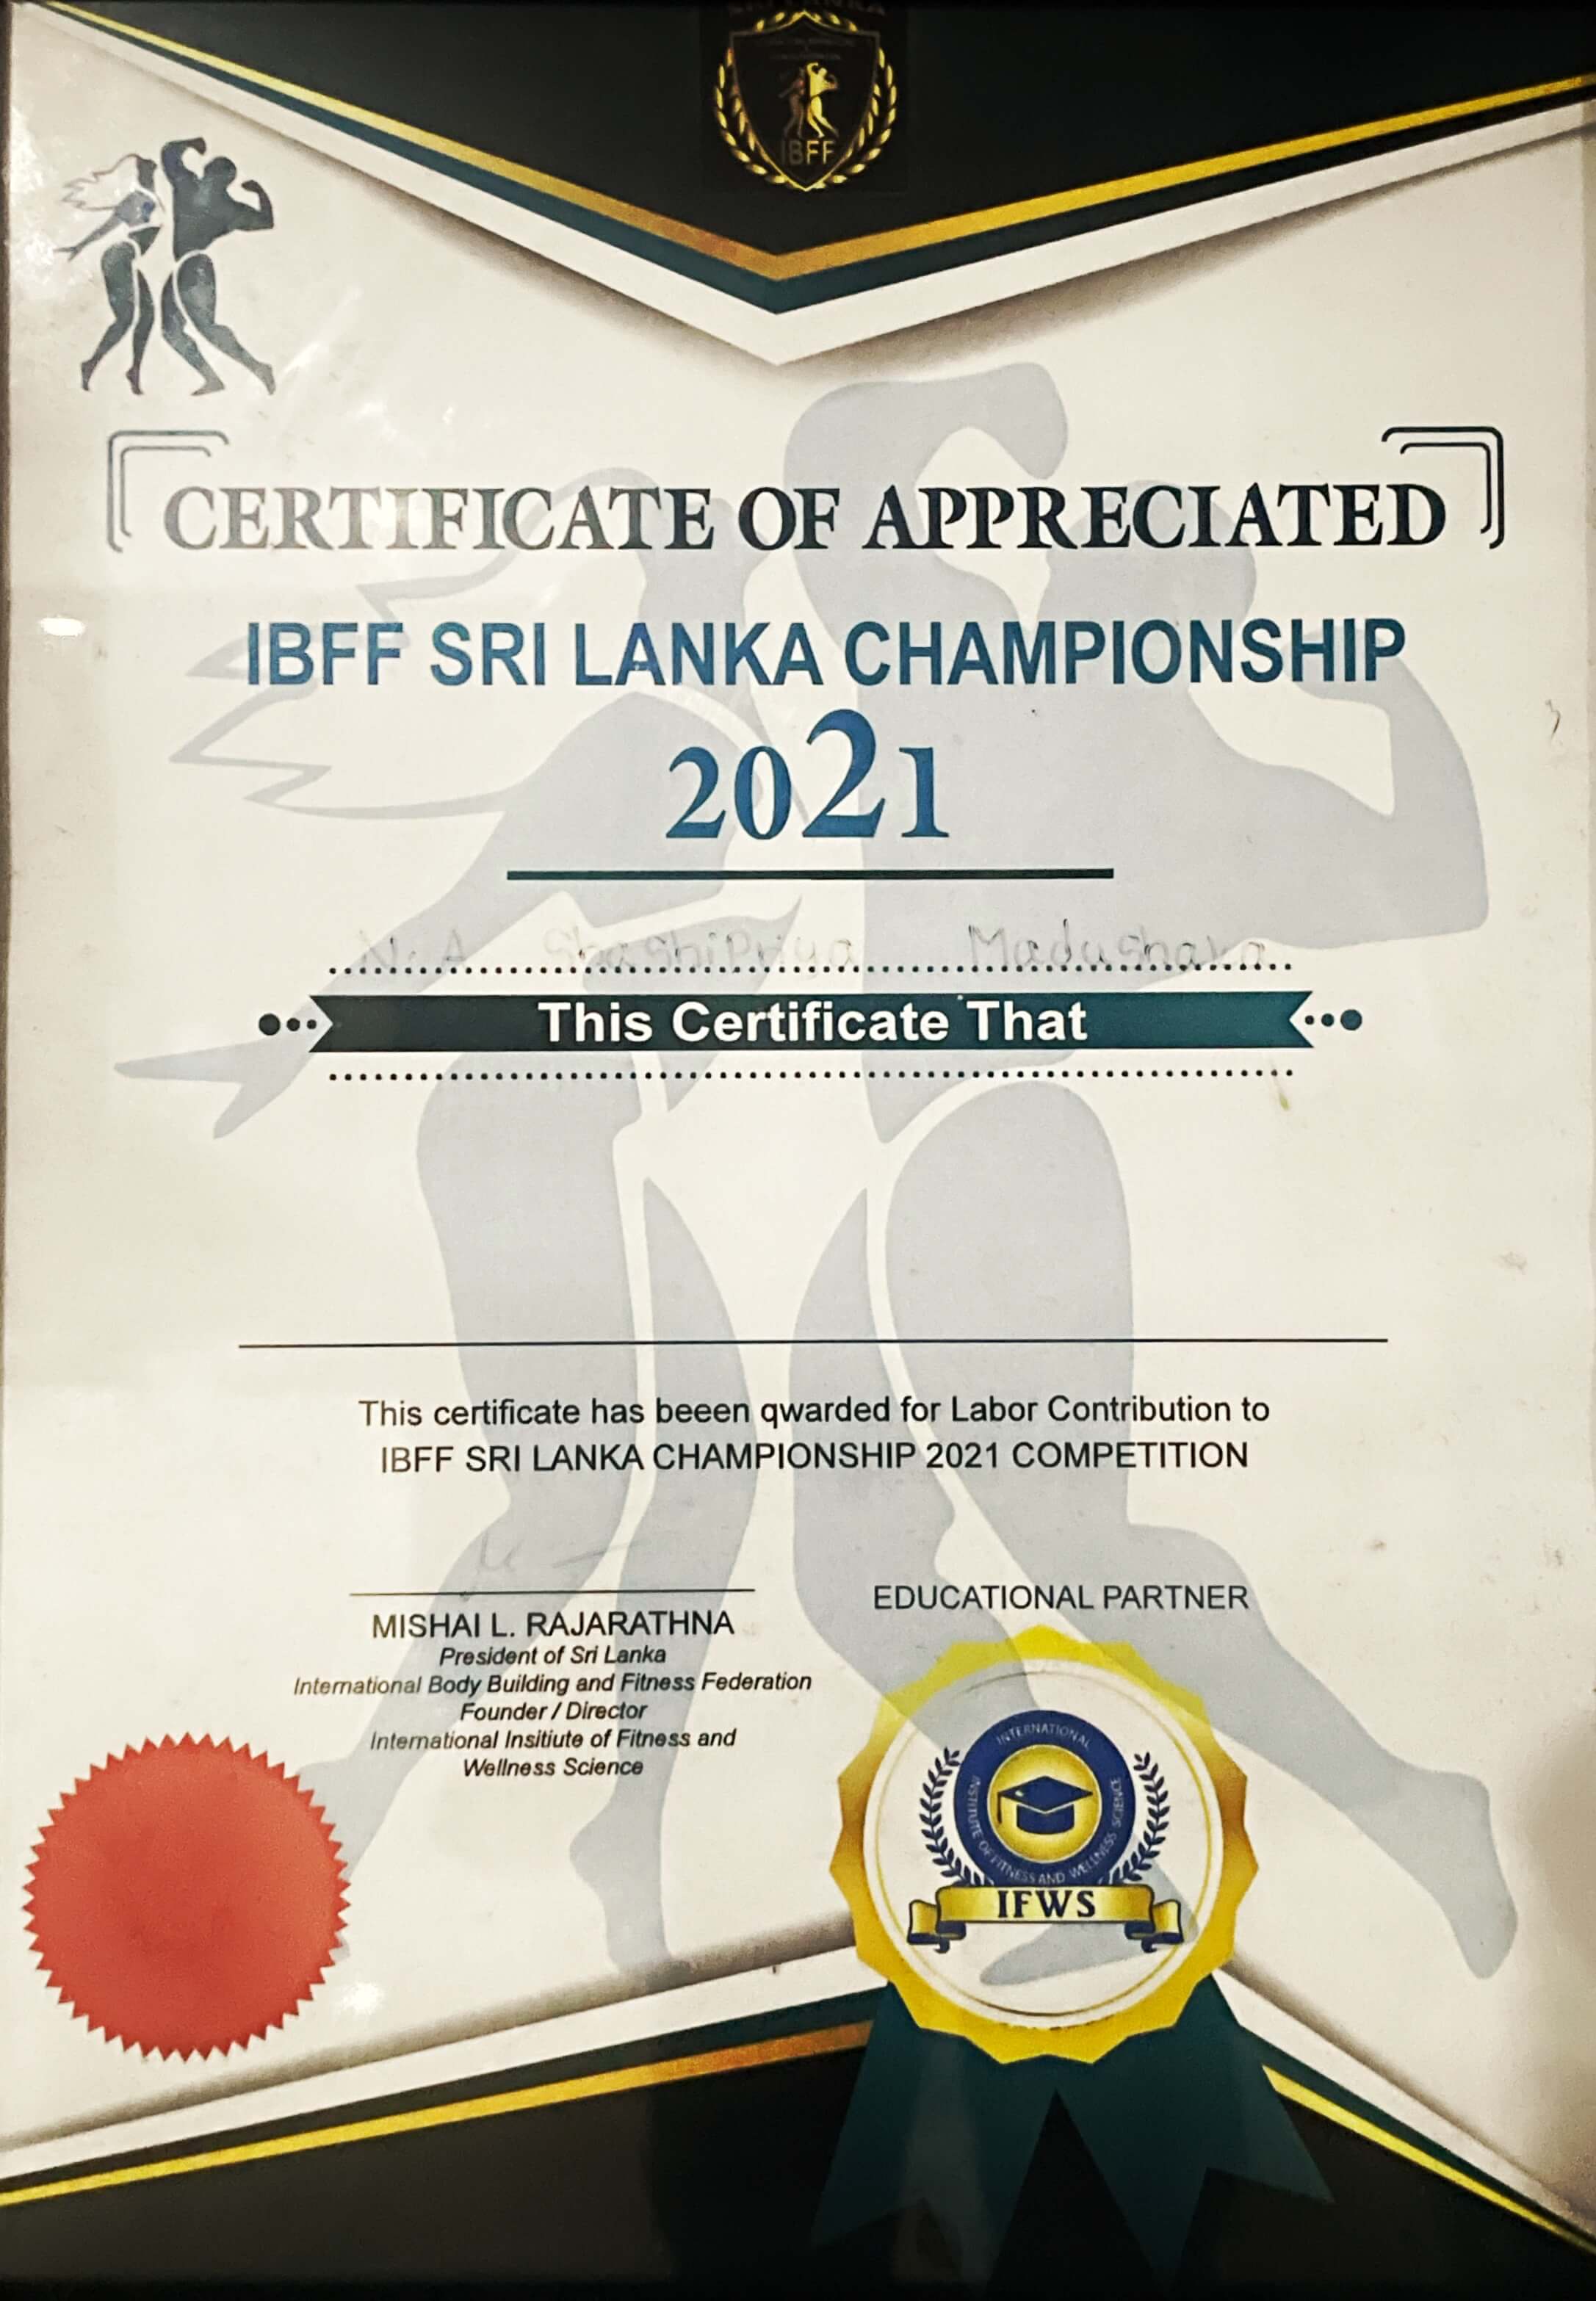 IBFF
CERTIFICATE OF APPRECIATED
IBFF SRI LANKA CHAMPIONSHIP
2021
N. A ShashiPriya Madushara
This Certificate That
This certificate has beeen qwarded for Labor Contribution to
IBFF SRI LANKA CHAMPIONSHIP 2021 COMPETITION
MISHAI L. RAJARATHNA
President of Sri Lanka
International Body Building and Fitness Federation
Founder / Director
International Insitiute of Fitness and
Wellness Science
EDUCATIONAL PARTNER
INTERNATIONAL
INSTITUTE OF FITNESS AND WELLNESS SCIENCE
IFWS